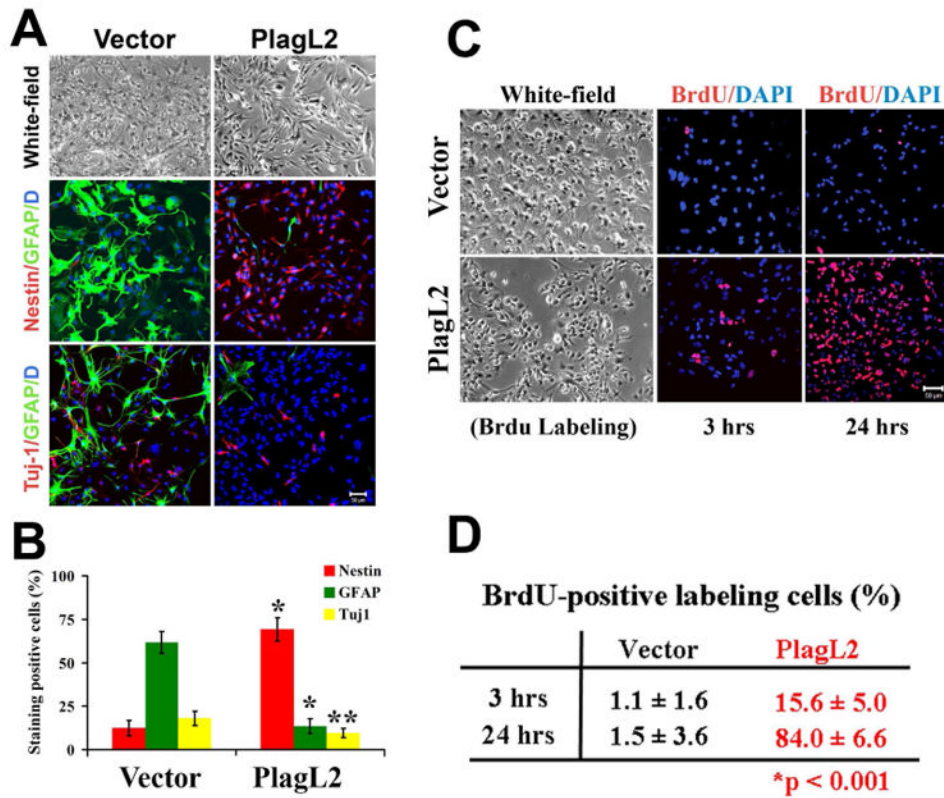 A
Vector PlagL2
White-field
Nestin/GFAP/D
Tuj-1/GFAP/D
B
Staining positive cells (%)
100
75
50
25
0
Nestin
GFAP
Tuj1
*
*
**
Vector PlagL2
C
White-field BrdU/DAPI BrdU/DAPI
Vector
PlagL2
(Brdu Labeling) 3 hrs 24 hrs
D
BrdU-positive labeling cells (%)
Vector PlagL2
3 hrs 1.1 ± 1.6 15.6 ± 5.0
24 hrs 1.5 ± 3.6 84.0 ± 6.6
*p < 0.001